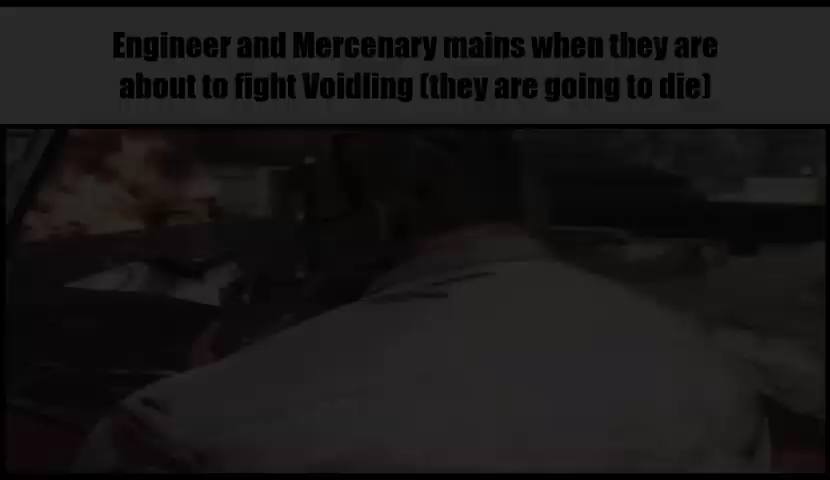 Engineer and Mercenary mains when they are
about to fight Voidling (they are going to die)